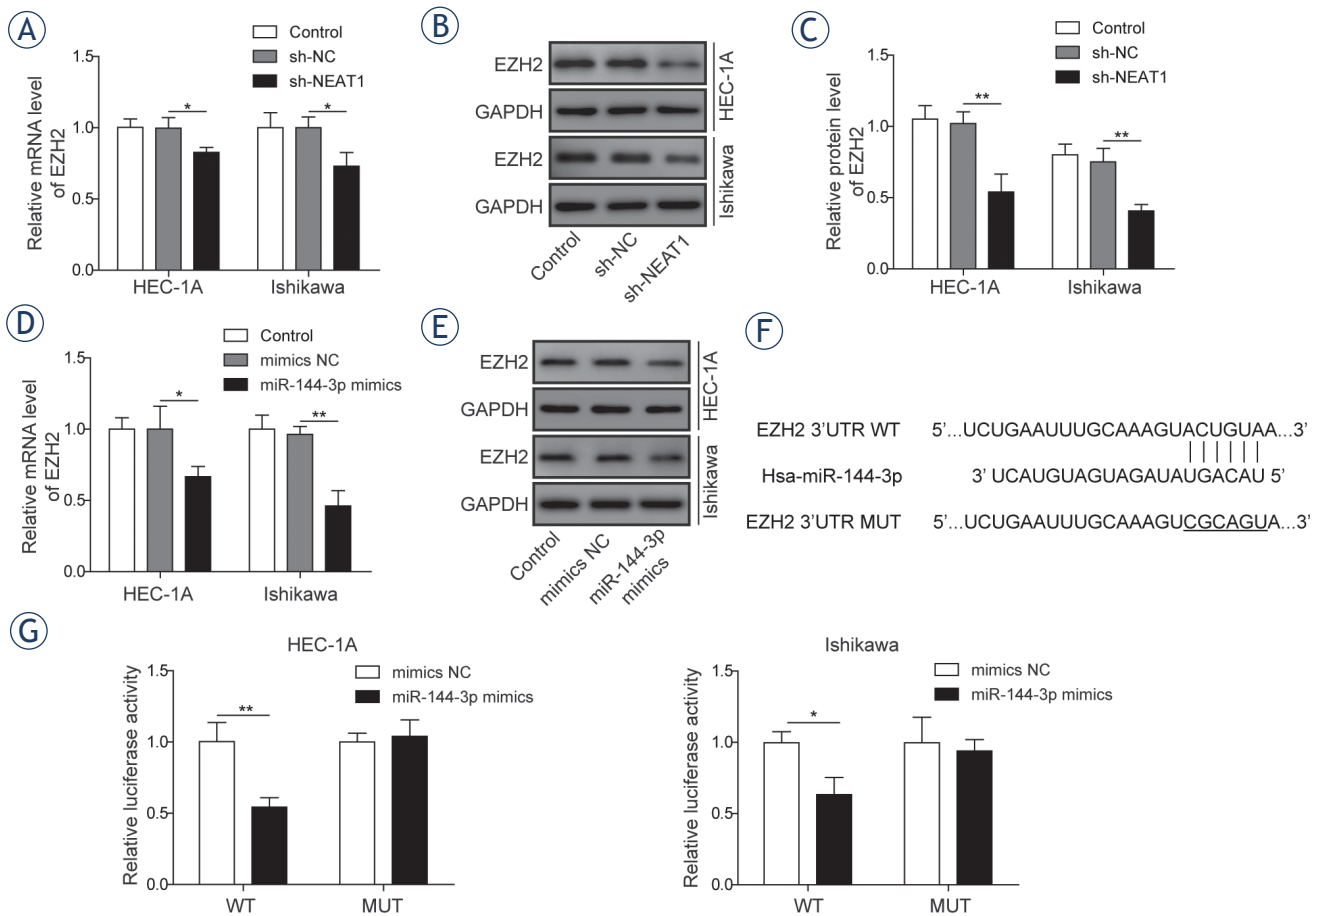 A
Control
sh-NC
sh-NEAT1
Relative mRNA level
of EZH2
1.5
1.0
0.5
0.0
*
*
HEC-1A
Ishikawa
B
EZH2
GAPDH
EZH2
GAPDH
HEC-1A
Ishikawa
Control
sh-NC
sh-NEAT1
C
Control
sh-NC
sh-NEAT1
Relative protein level
of EZH2
1.5
1.0
0.5
0.0
**
**
HEC-1A
Ishikawa
D
Control
mimics NC
miR-144-3p mimics
Relative mRNA level
of EZH2
1.5
1.0
0.5
0.0
*
**
HEC-1A
Ishikawa
E
EZH2
GAPDH
EZH2
GAPDH
HEC-1A
Ishikawa
Control
mimics NC
miR-144-3p
mimics
F
EZH2 3'UTR WT 5'...UCUGAAUUUGCAAAGUACUGUAA...3'
Hsa-miR-144-3p 3' UCAUGUAGUAGAUAUGACAU 5'
EZH2 3'UTR MUT 5'...UCUGAAUUUGCAAAGUCGCAGUA...3'
G
HEC-1A
mimics NC
miR-144-3p mimics
Relative luciferase activity
1.5
1.0
0.5
0.0
**
WT
MUT
Ishikawa
mimics NC
miR-144-3p mimics
Relative luciferase activity
1.5
1.0
0.5
0.0
*
WT
MUT